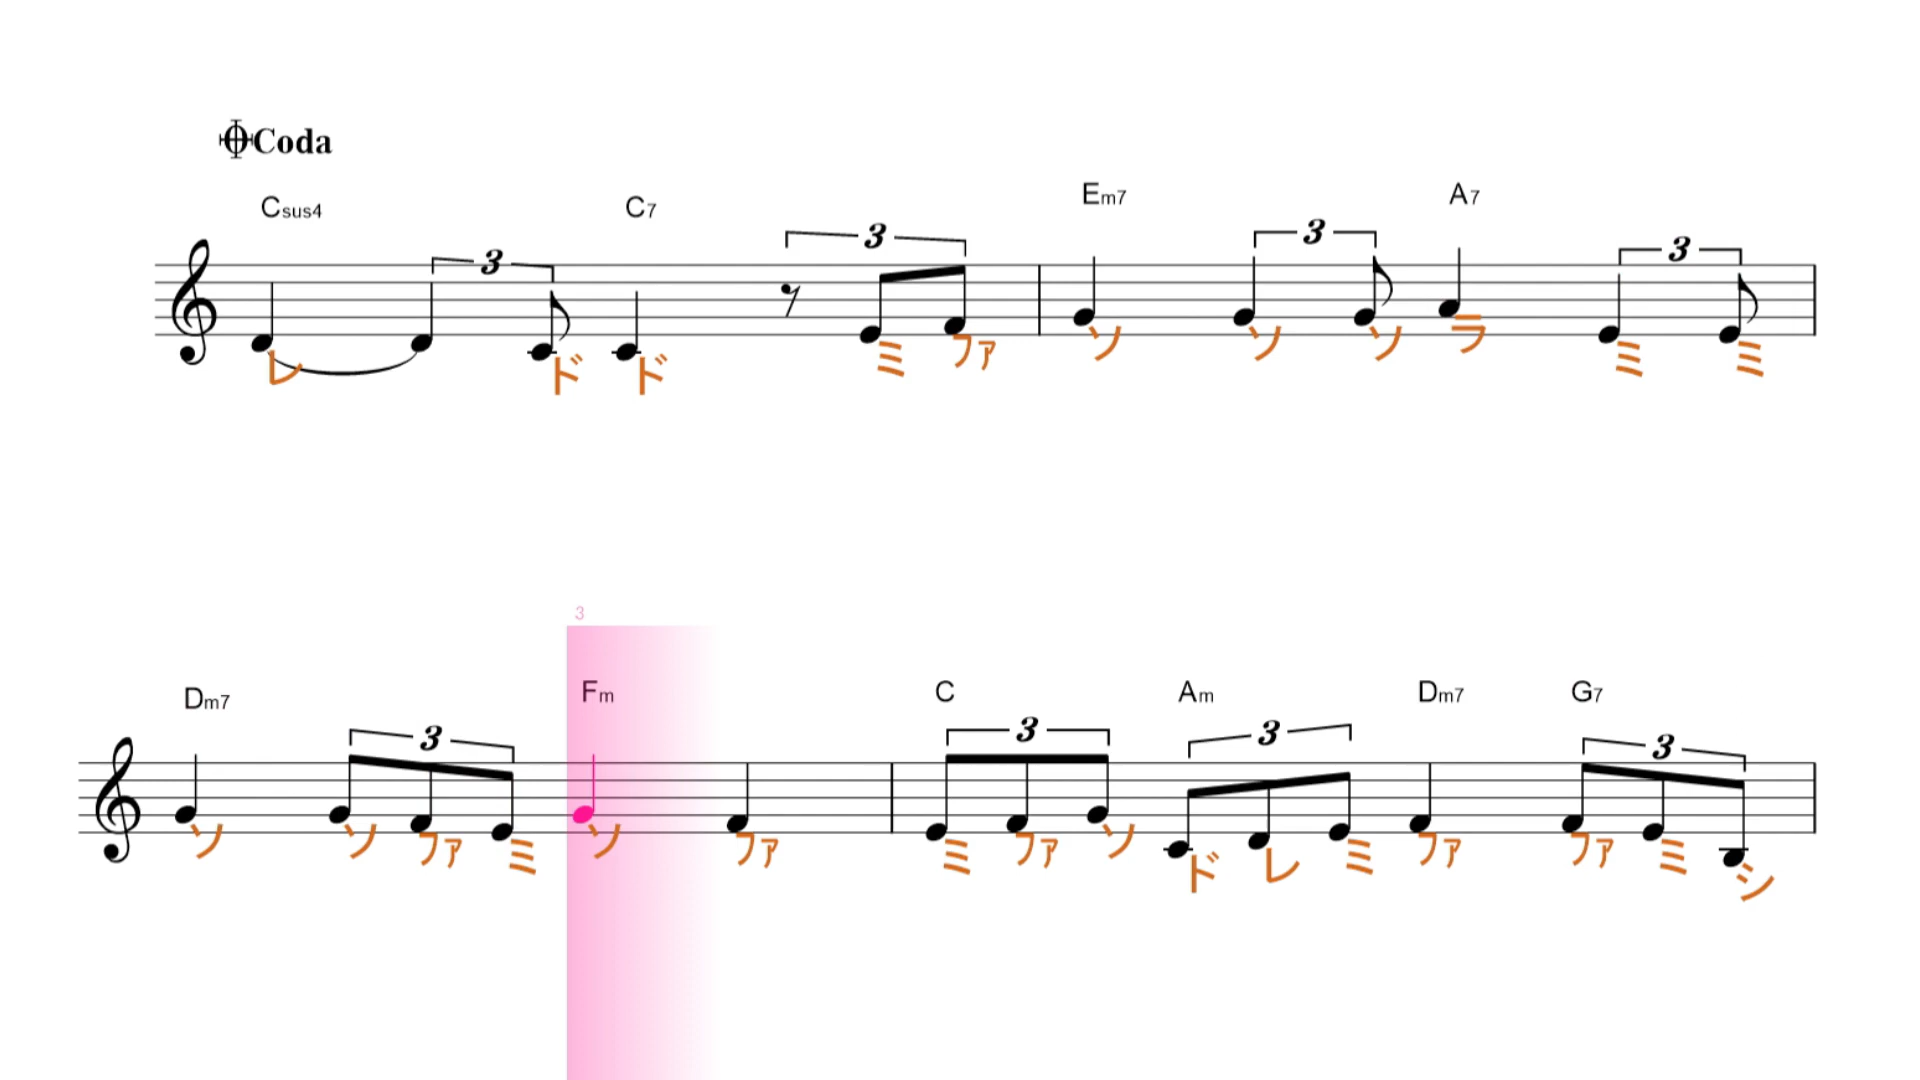 Coda
Csus4 C7 Em7 A7
3 3 3 3
レ ド ド ミ ファ ソ ソ ソ ラ ミ ミ
3
Dm7 Fm C Am Dm7 G7
3 3 3 3
ソ ソ ファ ミ ソ ファ ミ ファ ソ ド レ ミ ファ ファ ミ シ